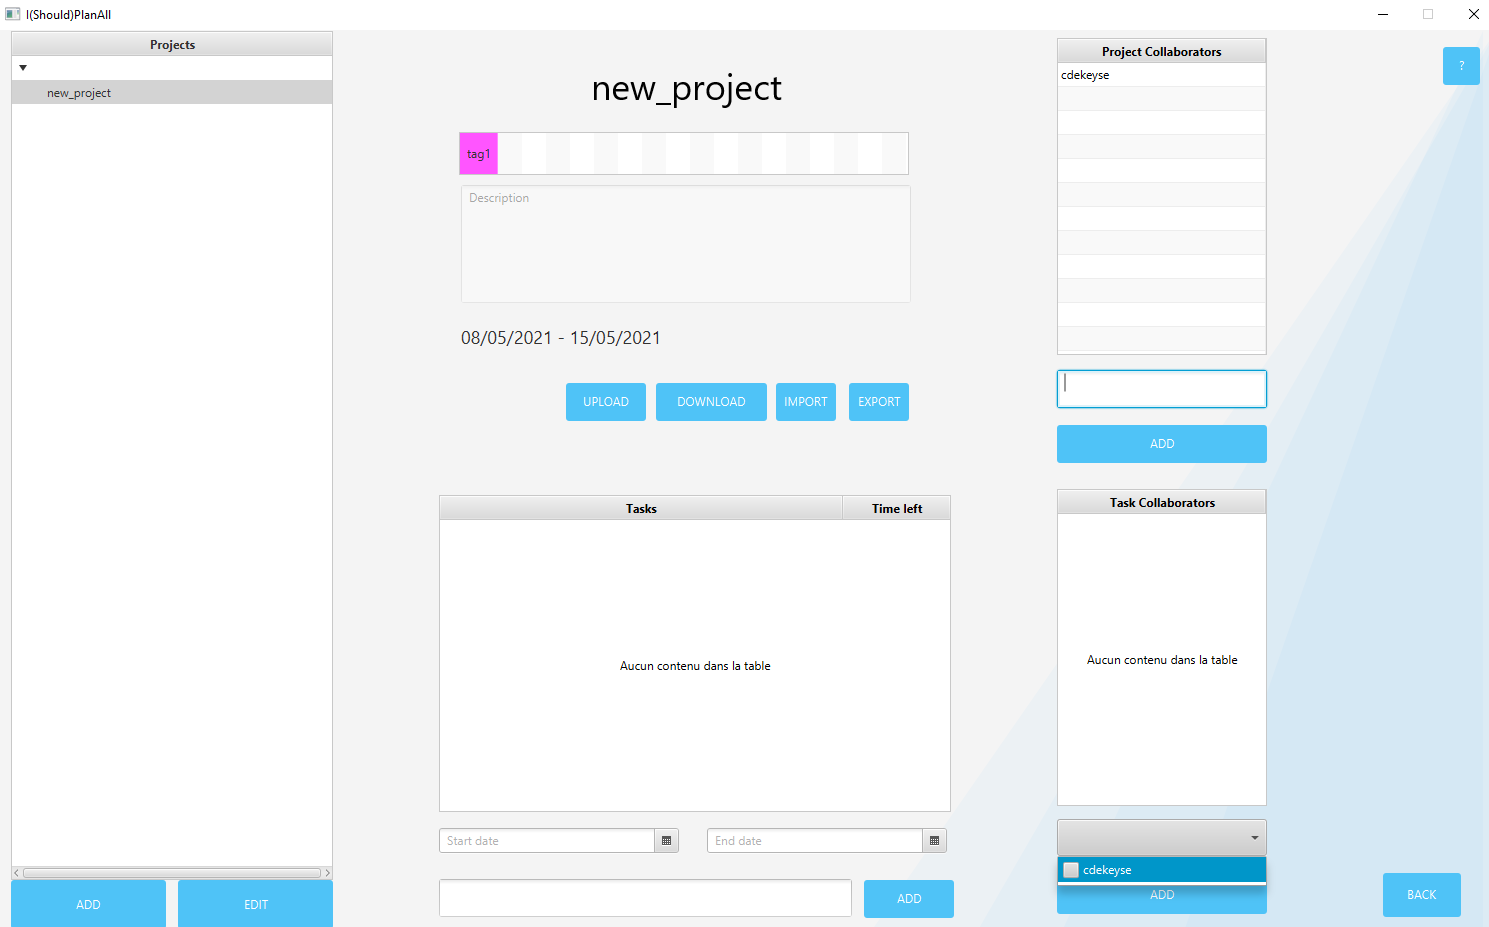 I(Should)PlanAll
Projects
new_project
ADD
EDIT
new_project
tag1
Description
08/05/2021 - 15/05/2021
UPLOAD
DOWNLOAD
IMPORT
EXPORT
Tasks
Time left
Aucun contenu dans la table
Start date
End date
ADD
Project Collaborators
cdekeyse
ADD
Task Collaborators
Aucun contenu dans la table
cdekeyse
ADD
?
BACK